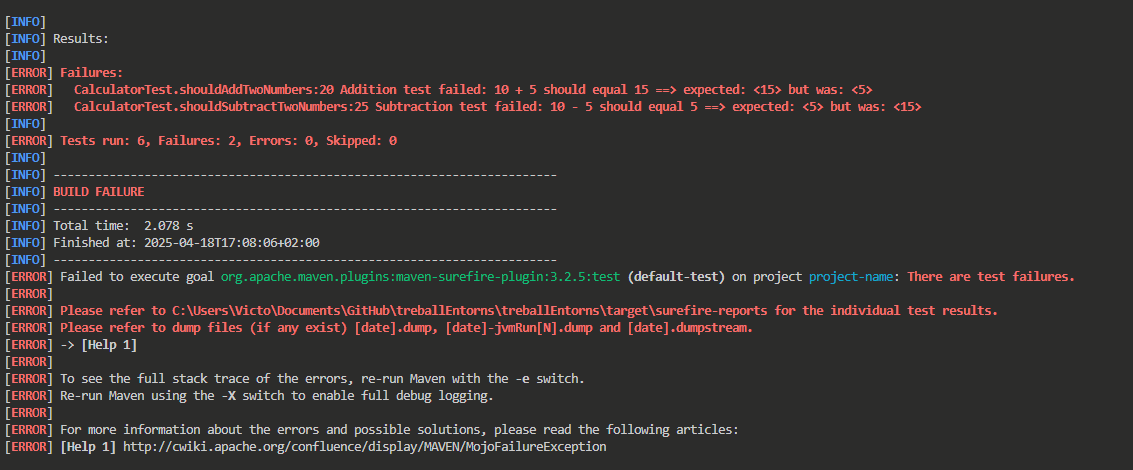 [INFO]
[INFO] Results:
[INFO]
[ERROR] Failures:
[ERROR]   CalculatorTest.shouldAddTwoNumbers:20 Addition test failed: 10 + 5 should equal 15 ==> expected: <15> but was: <5>
[ERROR]   CalculatorTest.shouldSubtractTwoNumbers:25 Subtraction test failed: 10 - 5 should equal 5 ==> expected: <5> but was: <15>
[INFO]
[ERROR] Tests run: 6, Failures: 2, Errors: 0, Skipped: 0
[INFO]
[INFO] ------------------------------------------------------------------------
[INFO] BUILD FAILURE
[INFO] ------------------------------------------------------------------------
[INFO] Total time:  2.078 s
[INFO] Finished at: 2025-04-18T17:08:06+02:00
[INFO] ------------------------------------------------------------------------
[ERROR] Failed to execute goal org.apache.maven.plugins:maven-surefire-plugin:3.2.5:test (default-test) on project project-name: There are test failures.
[ERROR]
[ERROR] Please refer to C:\Users\Victo\Documents\GitHub\treballEntorns\treballEntorns\target\surefire-reports for the individual test results.
[ERROR] Please refer to dump files (if any exist) [date].dump, [date]-jvmRun[N].dump and [date].dumpstream.
[ERROR] -> [Help 1]
[ERROR]
[ERROR] To see the full stack trace of the errors, re-run Maven with the -e switch.
[ERROR] Re-run Maven using the -X switch to enable full debug logging.
[ERROR]
[ERROR] For more information about the errors and possible solutions, please read the following articles:
[ERROR] [Help 1] http://cwiki.apache.org/confluence/display/MAVEN/MojoFailureException